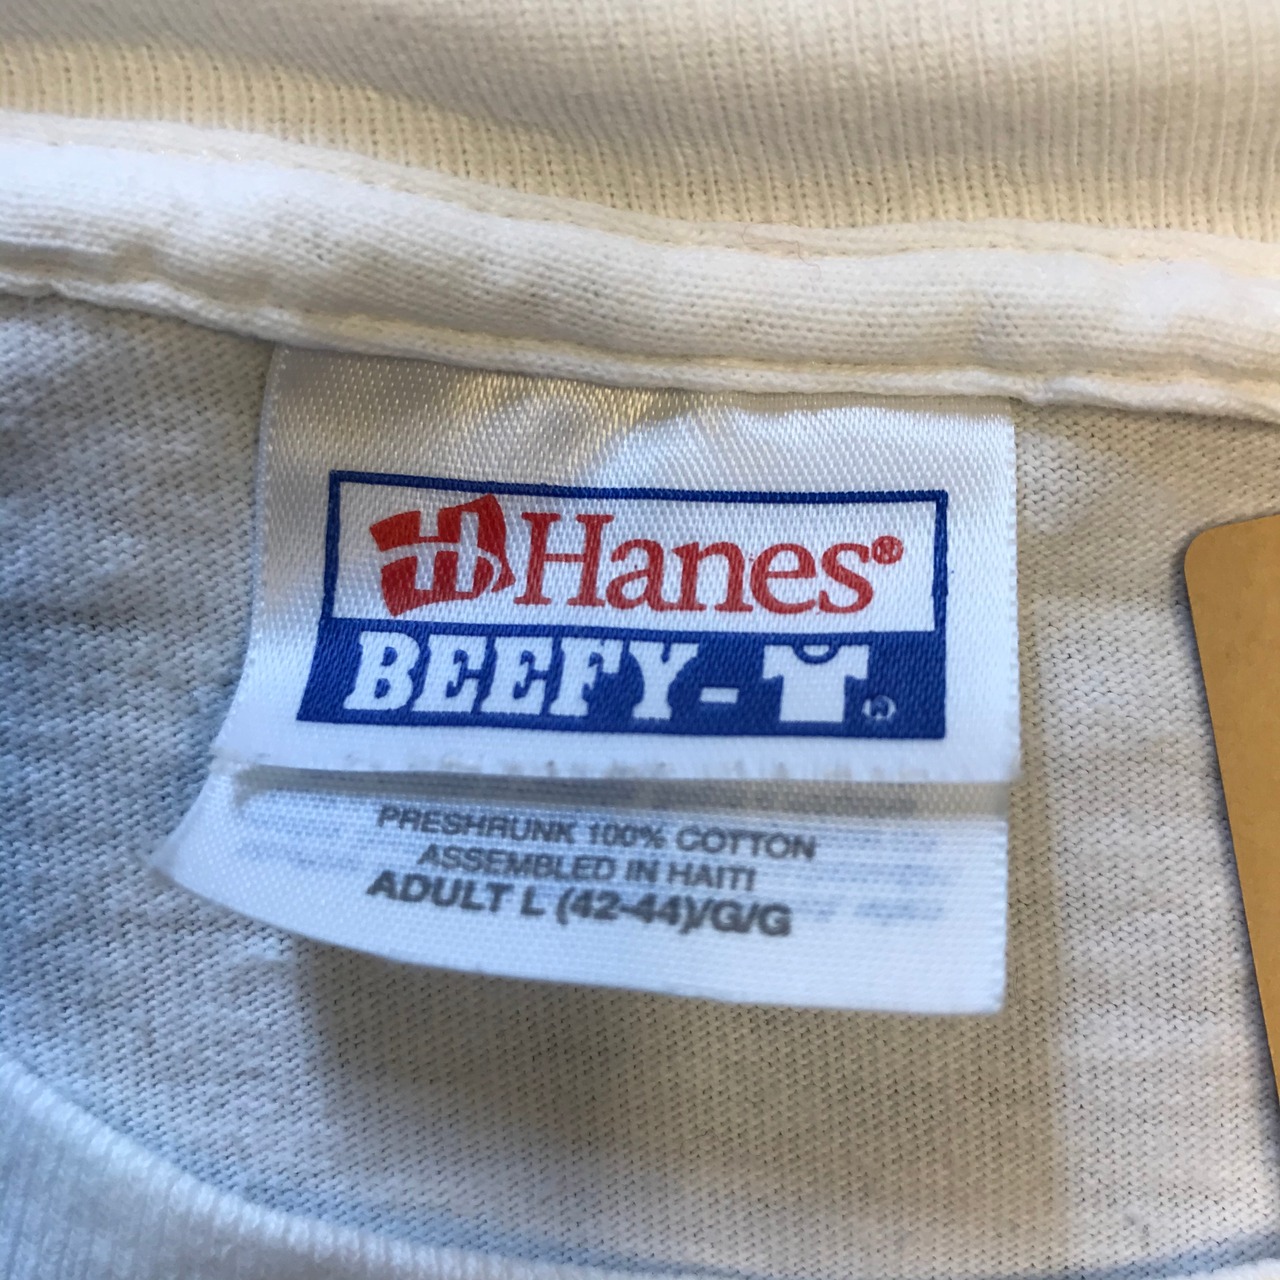 H Hanes®
BEEFY-T®
PRESHRUNK 100% COTTON
ASSEMBLED IN HAITI
ADULT L (42-44)/G/G